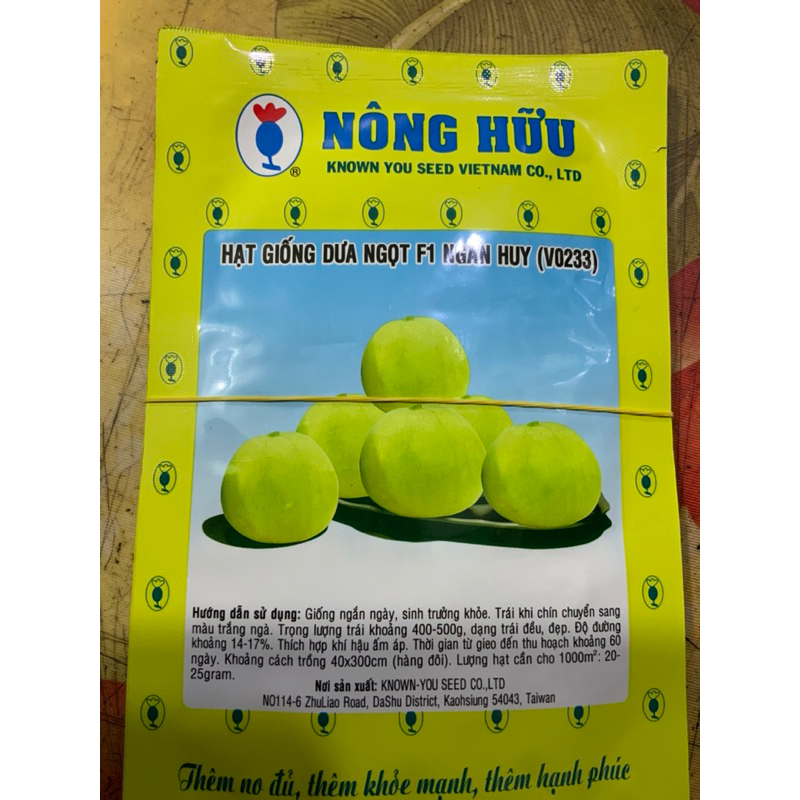 NÔNG HỮU
®
KNOWN YOU SEED VIETNAM CO., LTD
HẠT GIỐNG DƯA NGỌT F1 NGÂN HUY (V0233)
Hướng dẫn sử dụng: Giống ngắn ngày, sinh trưởng khỏe. Trái khi chín chuyển sang
màu trắng ngà. Trọng lượng trái khoảng 400-500g, dạng trái đều, đẹp. Độ đường
khoảng 14-17%. Thích hợp khí hậu ấm áp. Thời gian từ gieo đến thu hoạch khoảng 60
ngày. Khoảng cách trồng 40x300cm (hàng đôi). Lượng hạt cần cho 1000m²: 20-
25gram.
Nơi sản xuất: KNOWN-YOU SEED CO.,LTD
NO114-6 ZhuLiao Road, DaShu District, Kaohsiung 54043, Taiwan
Thêm no đủ, thêm khỏe mạnh, thêm hạnh phúc